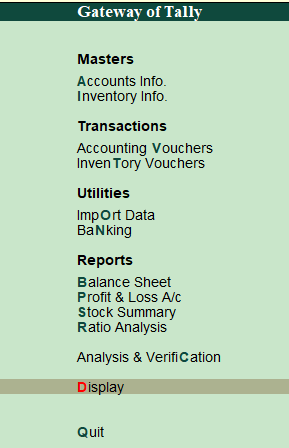 Gateway of Tally
Masters
Accounts Info.
Inventory Info.
Transactions
Accounting Vouchers
InvenTory Vouchers
Utilities
ImpOrt Data
BaNking
Reports
Balance Sheet
Profit & Loss A/c
Stock Summary
Ratio Analysis
Analysis & VerifiCation
Display
Quit